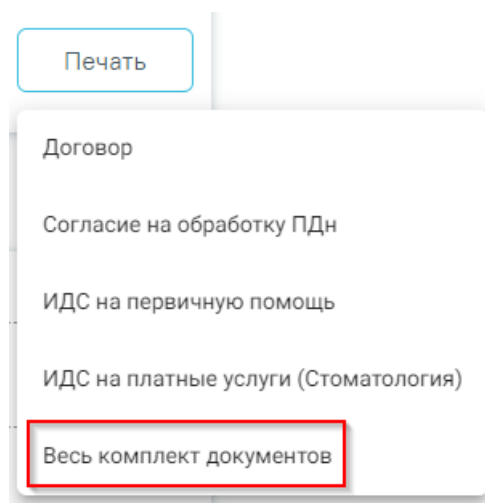 Печать
Договор
Согласие на обработку ПДн
ИДС на первичную помощь
ИДС на платные услуги (Стоматология)
Весь комплект документов